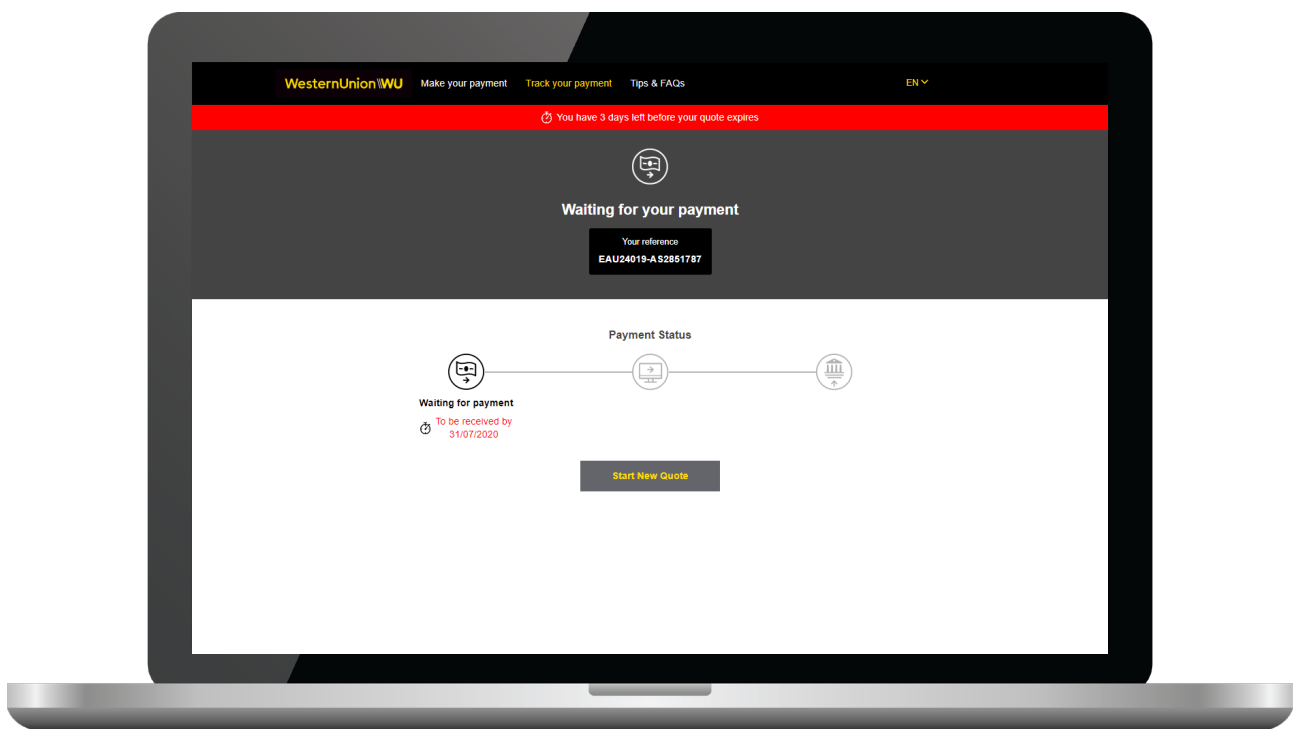 WesternUnion WU Make your payment Track your payment Tips & FAQs EN
You have 3 days left before your quote expires
Waiting for your payment
Your reference
EAU24019-AS2851787
Payment Status
Waiting for payment
To be received by
31/07/2020
Start New Quote